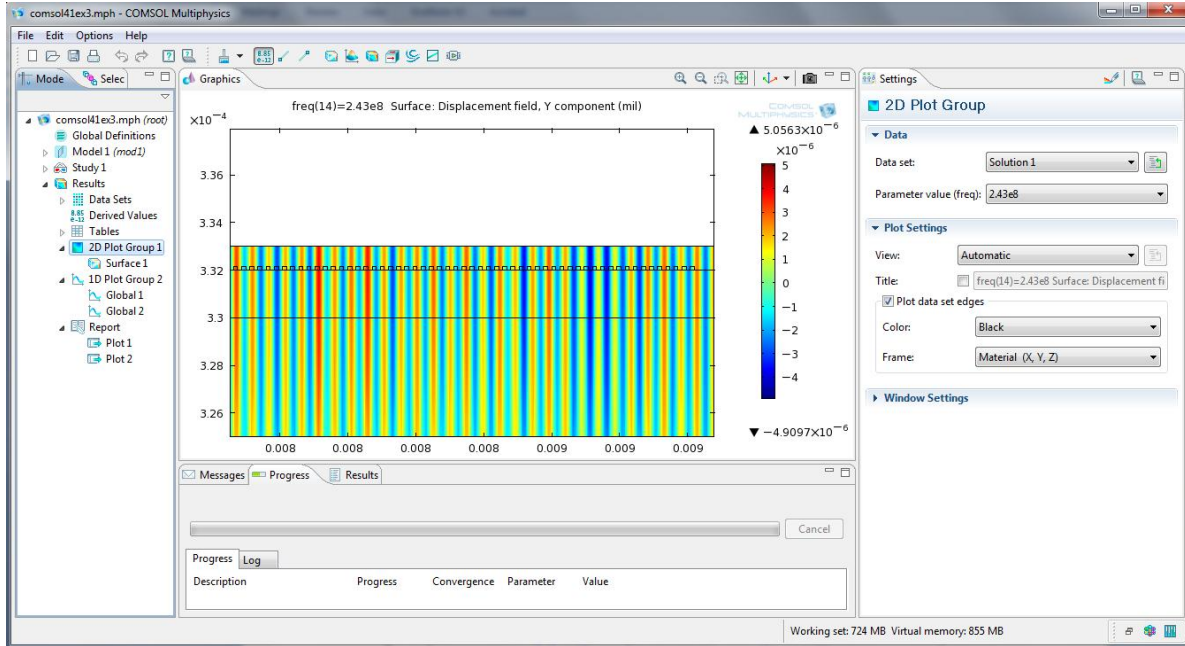 comsol41ex3.mph - COMSOL Multiphysics
File Edit Options Help
Mode Selec
comsol41ex3.mph (root)
Global Definitions
Model 1 (mod1)
Study 1
Results
Data Sets
8.85
e-12
Derived Values
Tables
2D Plot Group 1
Surface 1
1D Plot Group 2
Global 1
Global 2
Report
Plot 1
Plot 2
Graphics
freq(14)=2.43e8 Surface: Displacement field, Y component (mil)
COMSOL
MULTIPHYSICS
×10−4
3.36
3.34
3.32
3.3
3.28
3.26
0.008 0.008 0.008 0.008 0.009 0.009 0.009
▲ 5.0563×10−6
×10−6
5
4
3
2
1
0
−1
−2
−3
−4
▼ −4.9097×10−6
Messages Progress Results
Cancel
Progress Log
Description Progress Convergence Parameter Value
Settings
2D Plot Group
Data
Data set: Solution 1
Parameter value (freq): 2.43e8
Plot Settings
View: Automatic
Title: freq(14)=2.43e8 Surface: Displacement fi
Plot data set edges
Color: Black
Frame: Material (X, Y, Z)
Window Settings
Working set: 724 MB Virtual memory: 855 MB